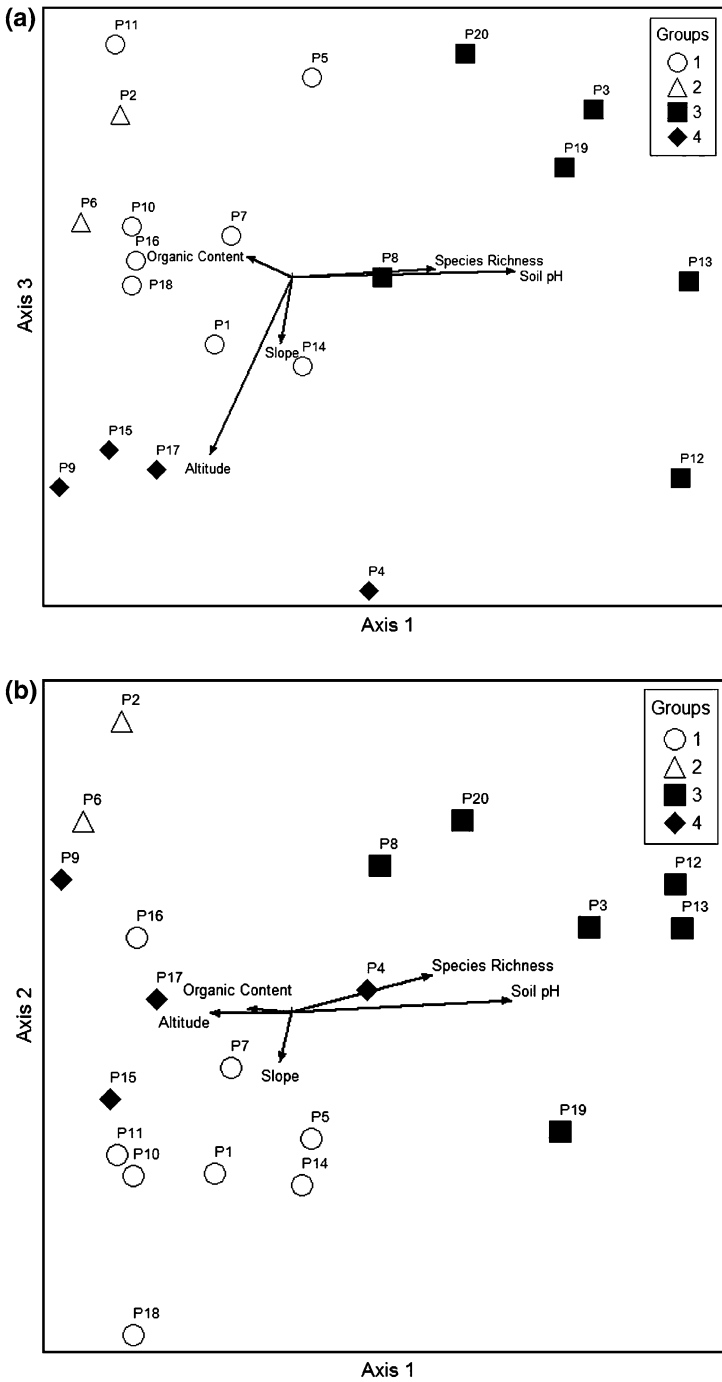 (a)
P11
P5
P20
Groups
1
2
3
4
P2
P3
P19
P6
P10
P7
P16
Organic Content
P18
P8
Species Richness
Soil pH
P13
Axis 3
P1
Slope
P14
P15
P17
P9
Altitude
P12
P4
Axis 1
(b)
P2
Groups
1
2
3
4
P6
P20
P9
P8
P12
P16
P3
P13
P17
Organic Content
P4
Species Richness
Soil pH
Altitude
Axis 2
P7
Slope
P15
P5
P19
P11
P10
P1
P14
P18
Axis 1